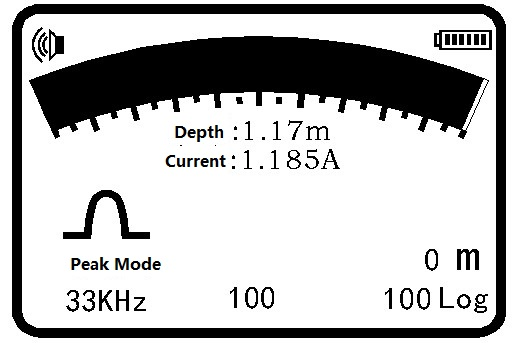 Depth :1.17m
Current:1.185A
Peak Mode
0 m
33KHz 100 100 Log